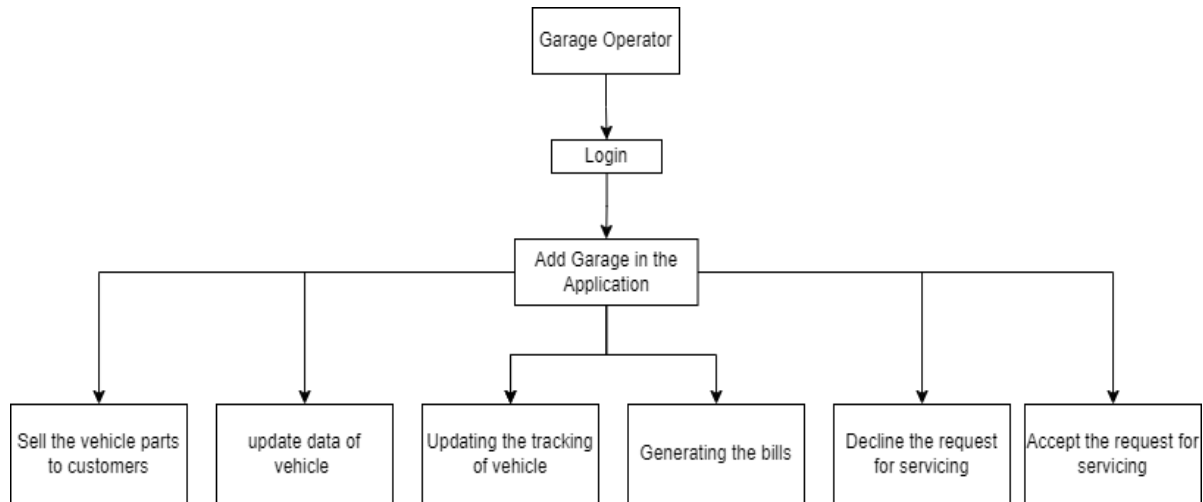 Garage Operator
Login
Add Garage in the
Application
Sell the vehicle parts
to customers
update data of
vehicle
Updating the tracking
of vehicle
Generating the bills
Decline the request
for servicing
Accept the request for
servicing